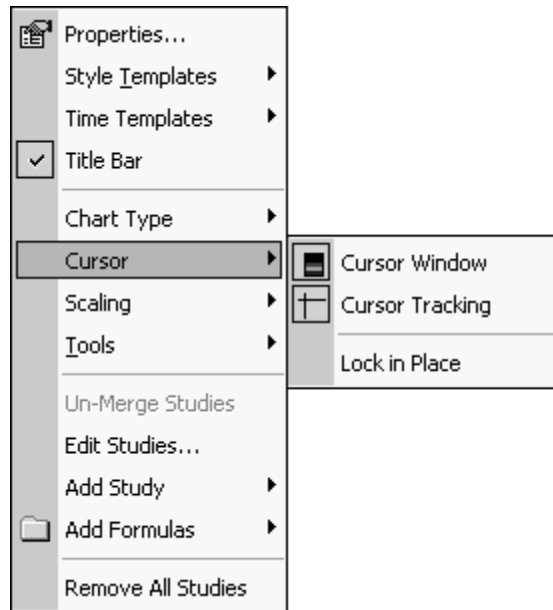 Properties...
Style Templates
Time Templates
Title Bar
Chart Type
Cursor
Scaling
Tools
Un-Merge Studies
Edit Studies...
Add Study
Add Formulas
Remove All Studies
Cursor Window
Cursor Tracking
Lock in Place